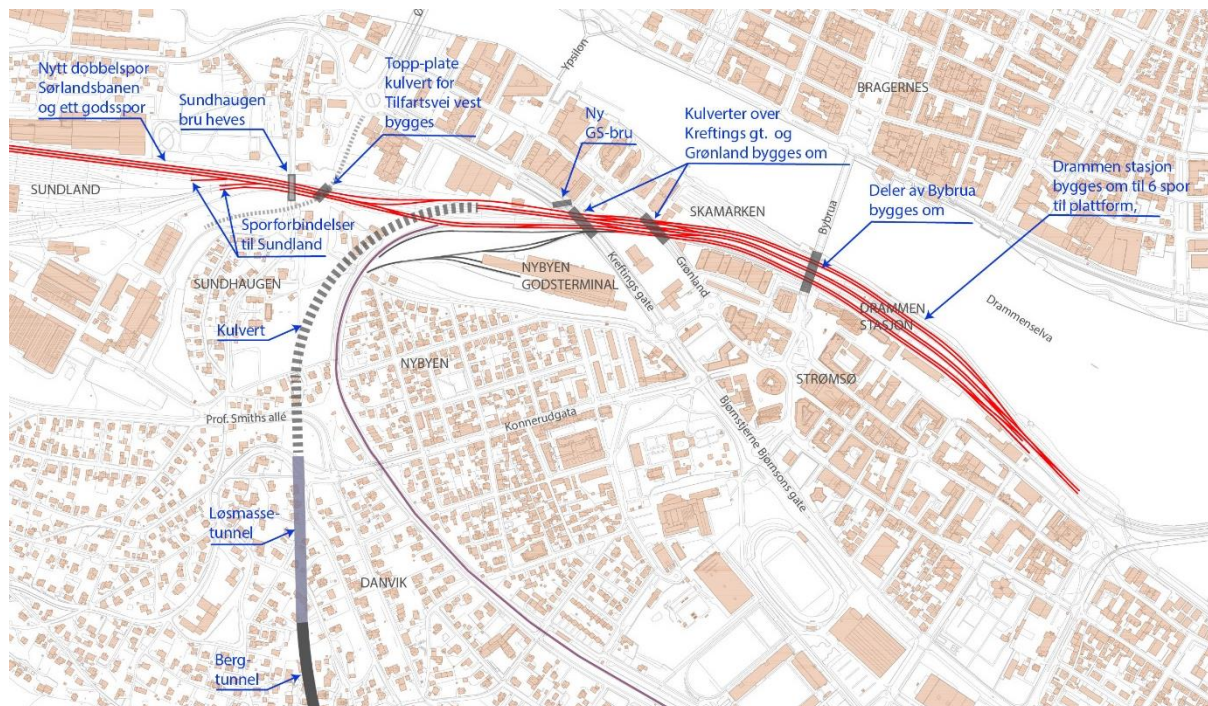 Nytt dobbelspor
Sørlandsbanen
og ett godsspor
Sundhaugen
bru heves
Topp-plate
kulvert for
Tilfartsvei vest
bygges
Ypsilon
Ny
GS-bru
Kulverter over
Kreftings gt. og
Grønland bygges om
BRAGERNES
Deler av Bybrua
bygges om
Drammen stasjon
bygges om til 6 spor
til plattform,
SUNDLAND
Sporforbindelser
til Sundland
SKAMARKEN
Bybrua
SUNDHAUGEN
NYBYEN
GODSTERMINAL
Kreftings gate
Grønland
DRAMMEN
STASJON
Drammenselva
Kulvert
NYBYEN
STRØMSØ
Prof. Smiths allé
Konnerudgata
Bjørnstjerne Bjørnsons gate
Løsmasse-
tunnel
DANVIK
Berg-
tunnel